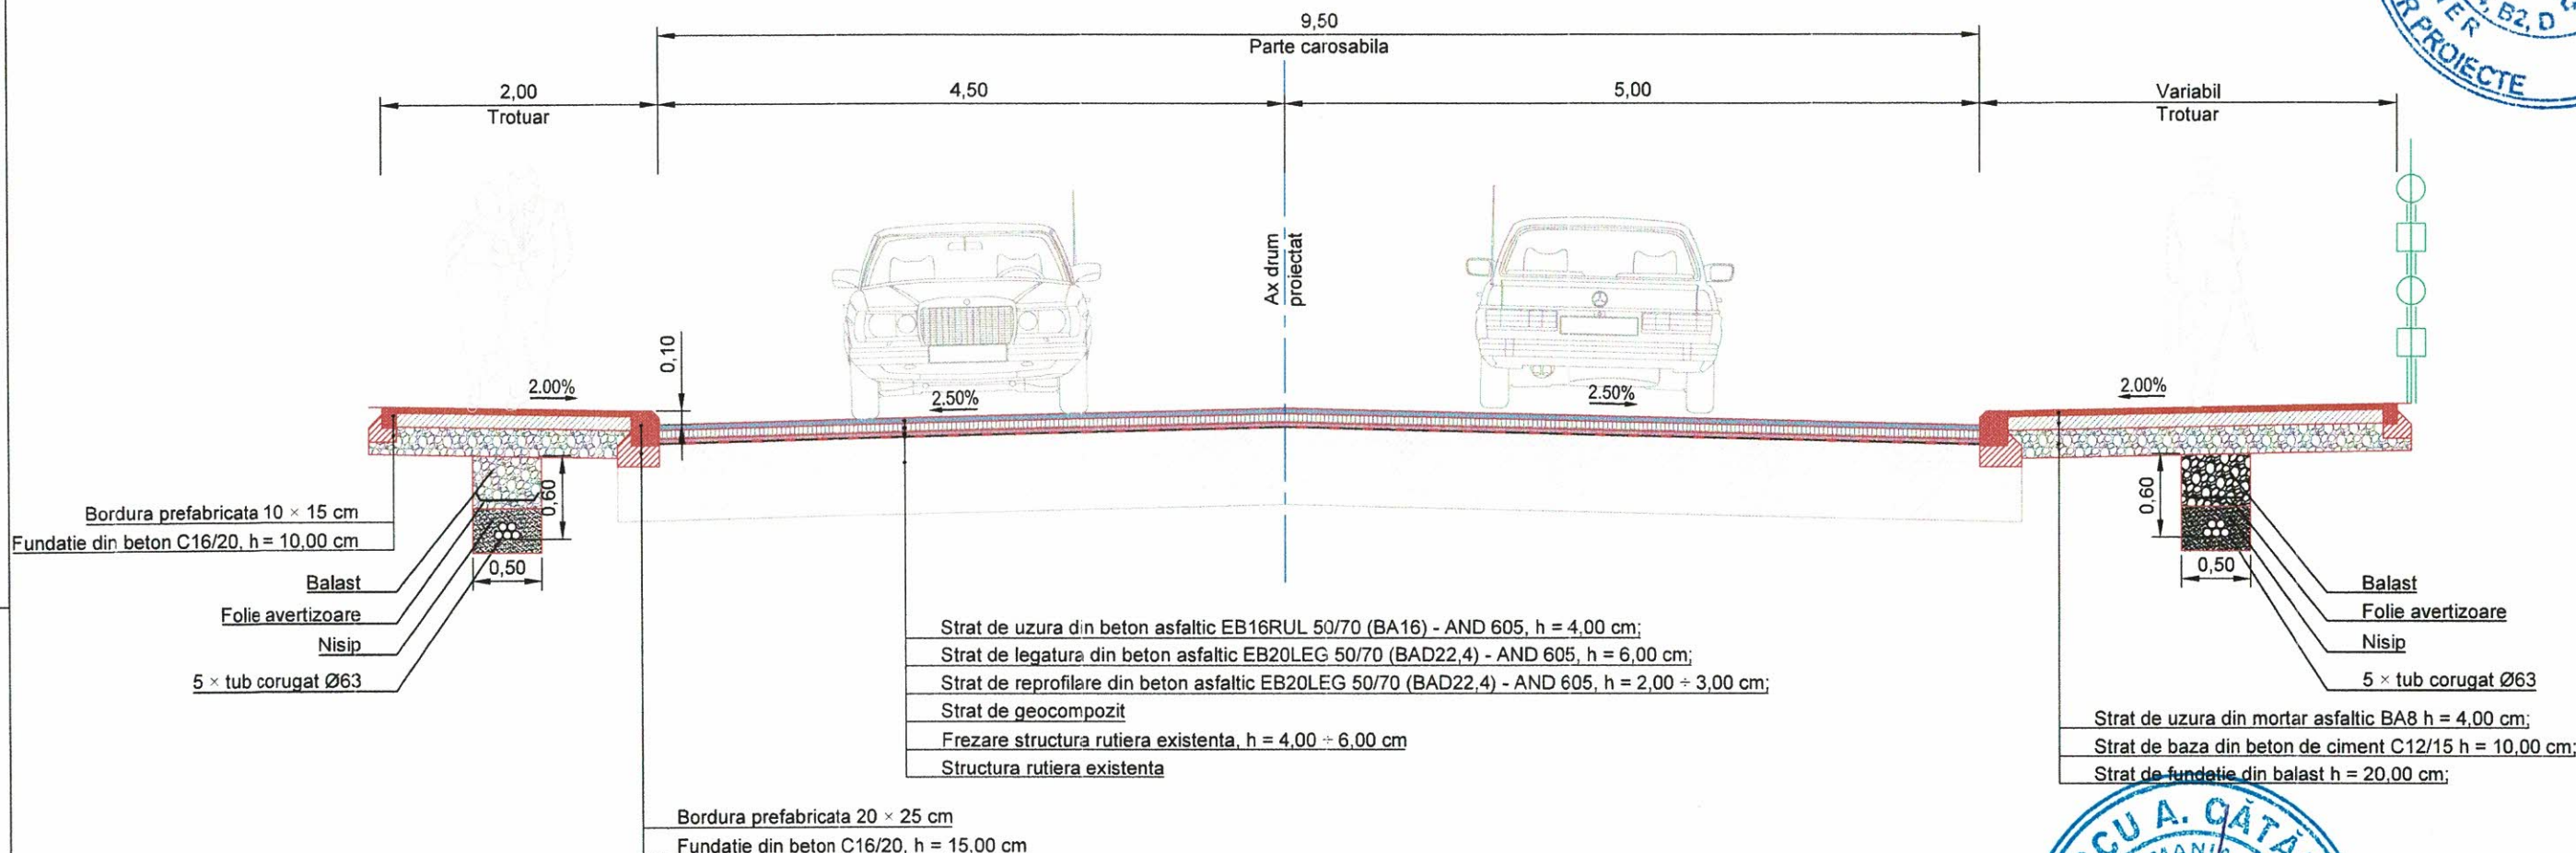 9,50
Parte carosabila
2,00
Trotuar
4,50
5,00
Variabil
Trotuar
, B2, D
VER
R PROIECTE
Ax drum
proiectat
0,10
2.00%
2.50%
2.50%
2.00%
0,60
0,50
0,60
0,50
Bordura prefabricata 10 × 15 cm
Fundatie din beton C16/20, h = 10,00 cm
Balast
Folie avertizoare
Nisip
5 × tub corugat Ø63
Strat de uzura din beton asfaltic EB16RUL 50/70 (BA16) - AND 605, h = 4,00 cm;
Strat de legatura din beton asfaltic EB20LEG 50/70 (BAD22,4) - AND 605, h = 6,00 cm;
Strat de reprofilare din beton asfaltic EB20LEG 50/70 (BAD22,4) - AND 605, h = 2,00 ÷ 3,00 cm;
Strat de geocompozit
Frezare structura rutiera existenta, h = 4,00 ÷ 6,00 cm
Structura rutiera existenta
Bordura prefabricata 20 × 25 cm
Fundatie din beton C16/20, h = 15,00 cm
Balast
Folie avertizoare
Nisip
5 × tub corugat Ø63
Strat de uzura din mortar asfaltic BA8 h = 4,00 cm;
Strat de baza din beton de ciment C12/15 h = 10,00 cm;
Strat de fundatie din balast h = 20,00 cm;
CU A. CĂTĂ